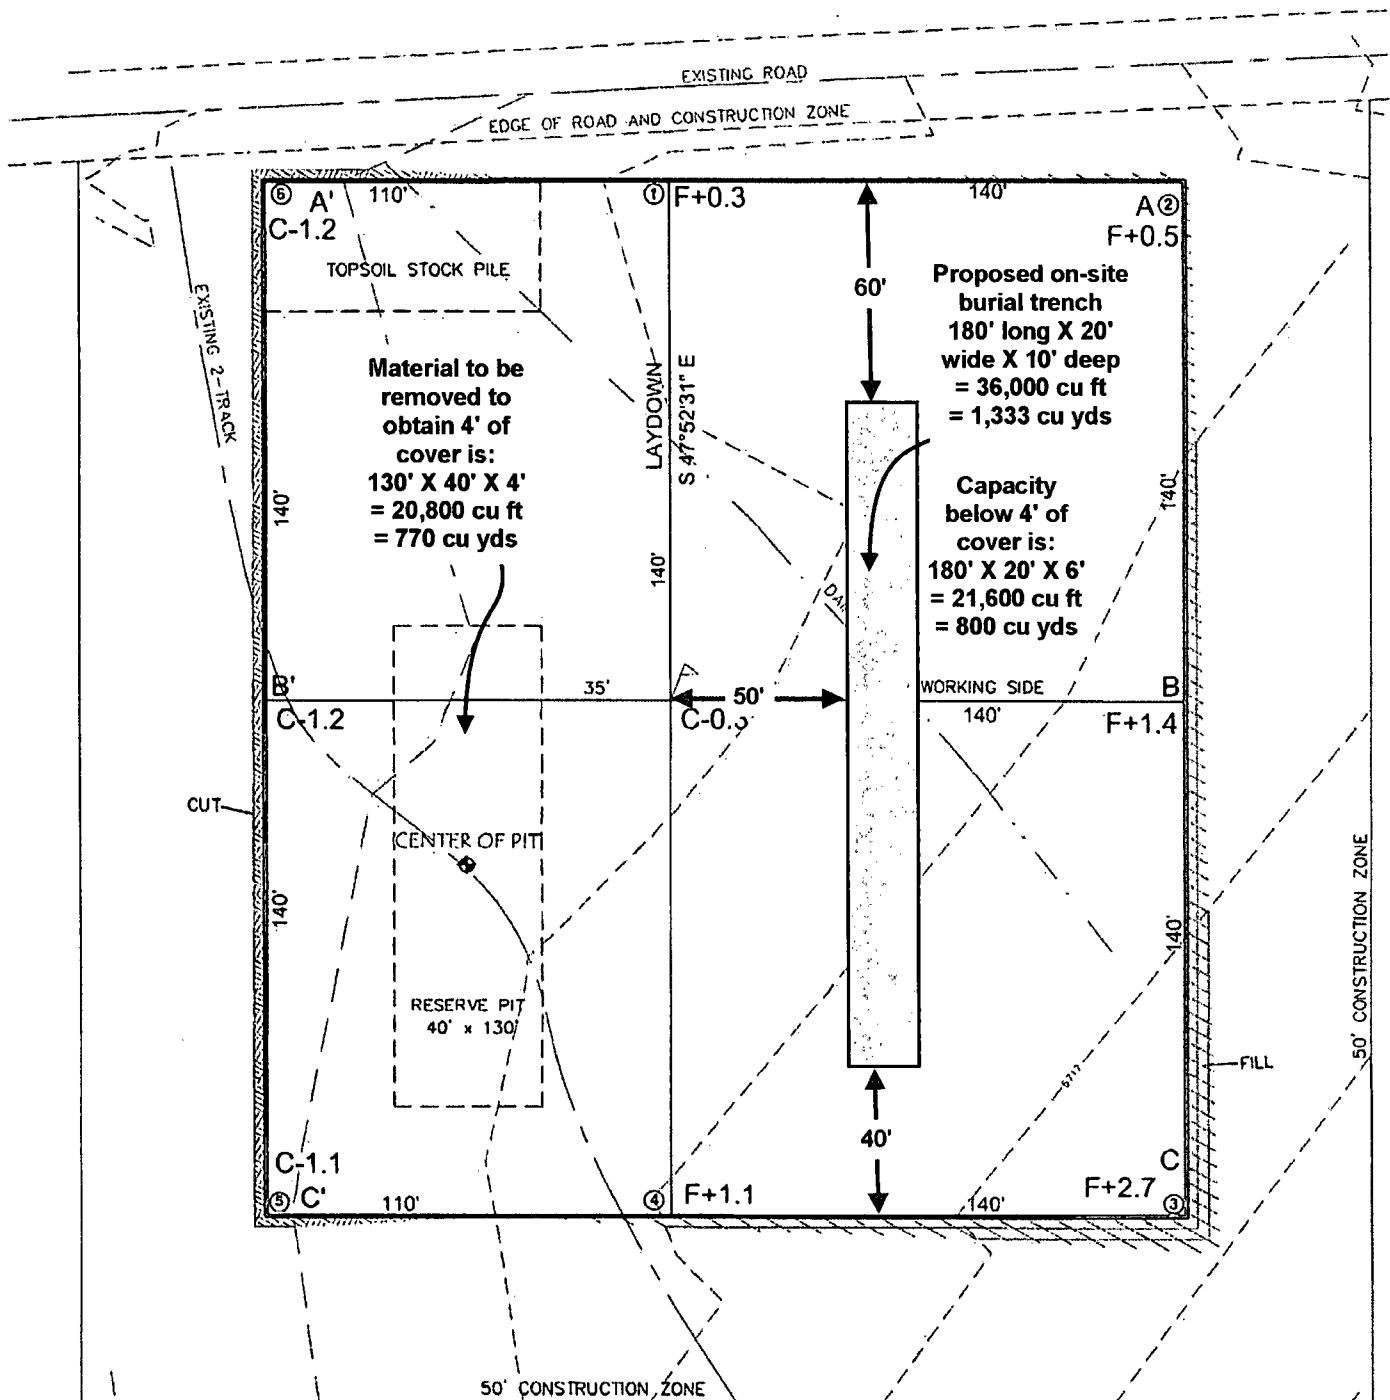 EXISTING ROAD
EDGE OF ROAD AND CONSTRUCTION ZONE
⑥ A' 110'
C-1.2
① F+0.3
140'
A ②
F+0.5
TOPSOIL STOCK PILE
60'
Proposed on-site
burial trench
180' long X 20'
wide X 10' deep
= 36,000 cu ft
= 1,333 cu yds
EXISTING 2-TRACK
Material to be
removed to
obtain 4' of
cover is:
130' X 40' X 4'
= 20,800 cu ft
= 770 cu yds
LAYDOWN
S 47°52'31" E
Capacity
below 4' of
cover is:
180' X 20' X 6'
= 21,600 cu ft
= 800 cu yds
140'
140'
140'
B'
C-1.2
35'
50'
WORKING SIDE
140'
B
F+1.4
CUT
CENTER OF PIT
140'
140'
50' CONSTRUCTION ZONE
RESERVE PIT
40' x 130'
FILL
5717
40'
C-1.1
⑤ C'
110'
④ F+1.1
140'
C
F+2.7
③
50' CONSTRUCTION ZONE